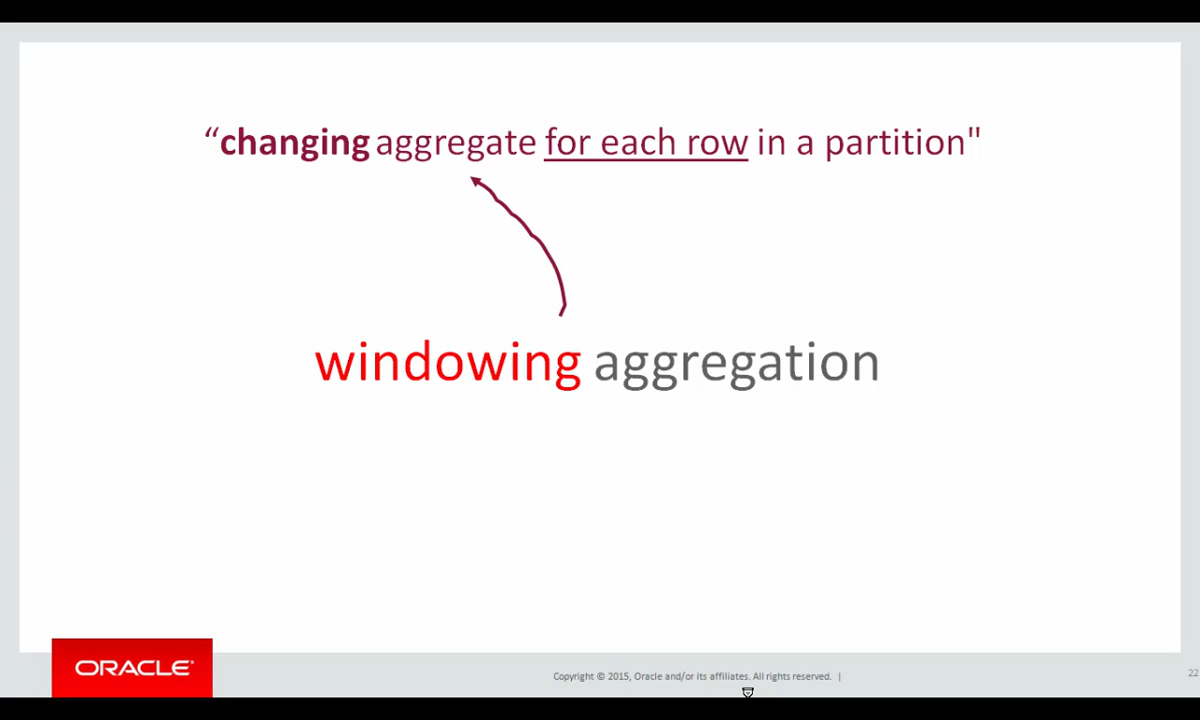 “changing aggregate for each row in a partition"
windowing aggregation
ORACLE®
Copyright © 2015, Oracle and/or its affiliates. All rights reserved. |
22